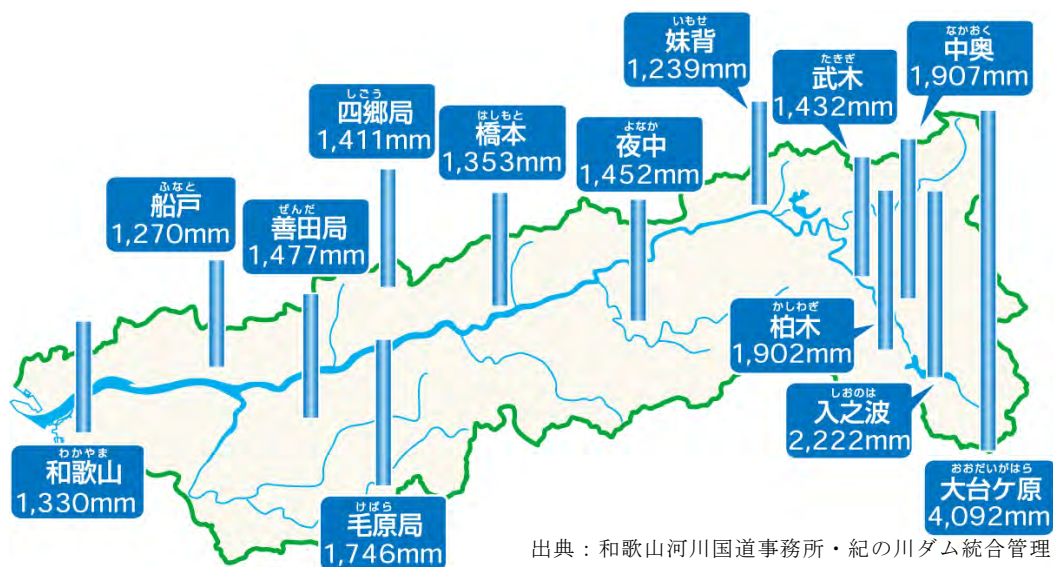 いもせ
妹背
1,239mm
たきぎ
武木
1,432mm
なかおく
中奥
1,907mm
しごう
四郷局
1,411mm
はしもと
橋本
1,353mm
よなか
夜中
1,452mm
ふなと
船戸
1,270mm
ぜんだ
善田局
1,477mm
かしわぎ
柏木
1,902mm
しおのは
入之波
2,222mm
わかやま
和歌山
1,330mm
けばら
毛原局
1,746mm
おおだいがはら
大台ケ原
4,092mm
出典：和歌山河川国道事務所・紀の川ダム統合管理